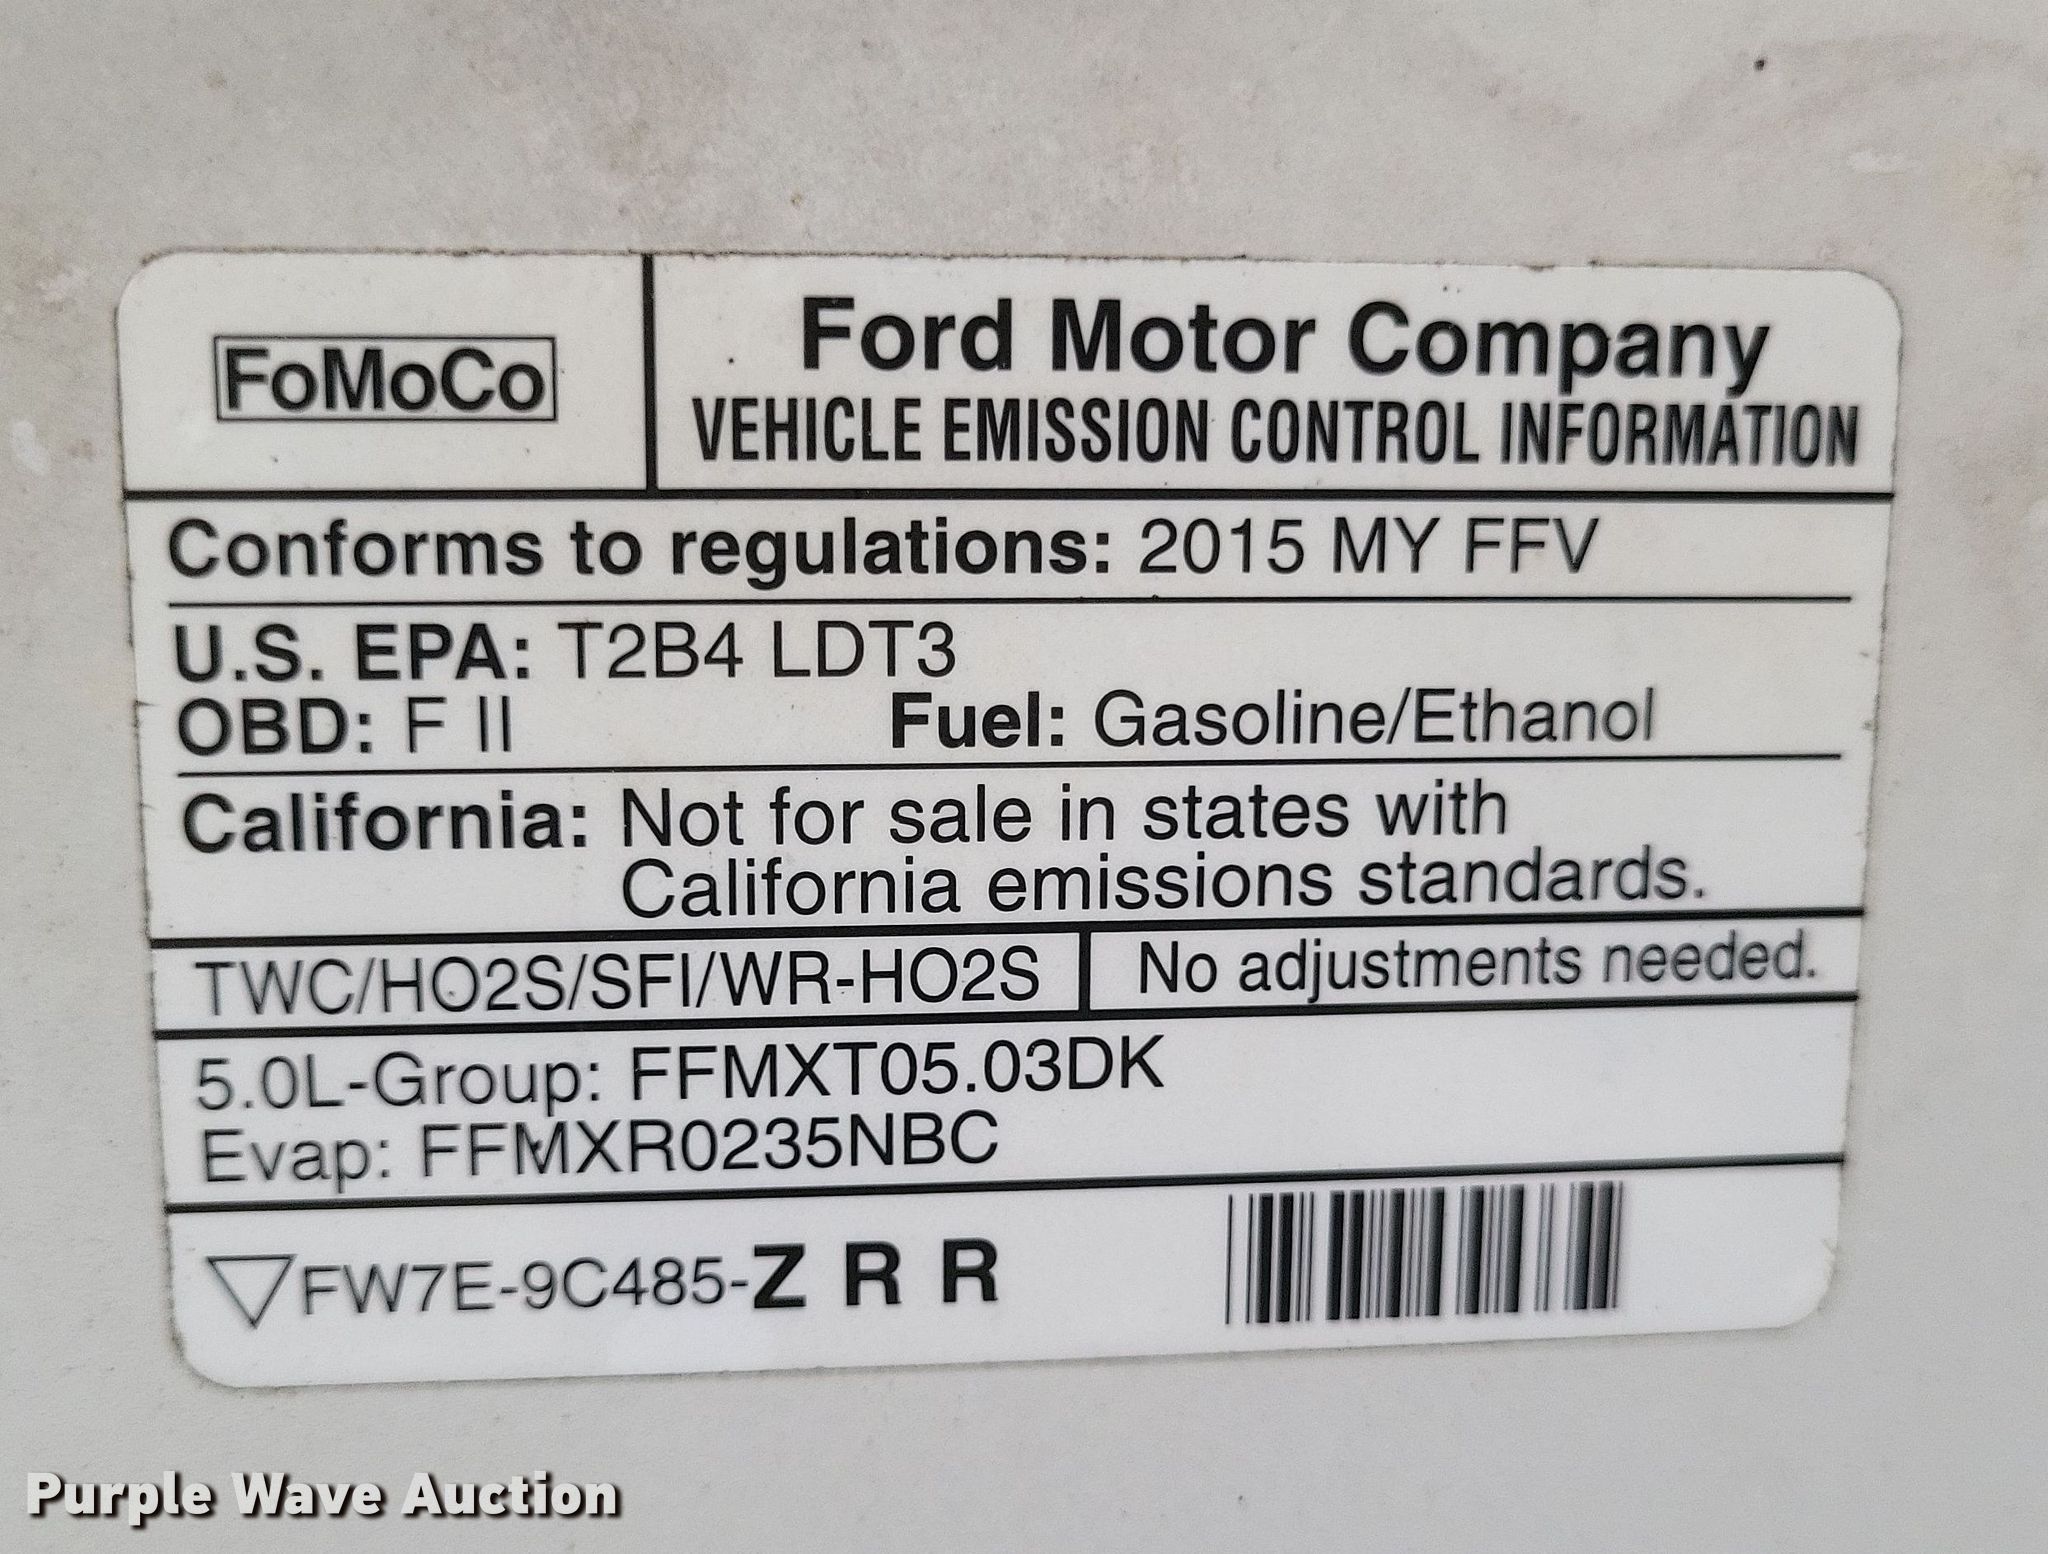 FoMoCo
Ford Motor Company
VEHICLE EMISSION CONTROL INFORMATION
Conforms to regulations: 2015 MY FFV
U.S. EPA: T2B4 LDT3
OBD: F II Fuel: Gasoline/Ethanol
California: Not for sale in states with
California emissions standards.
TWC/HO2S/SFI/WR-HO2S No adjustments needed.
5.0L-Group: FFMXT05.03DK
Evap: FFMXR0235NBC
FW7E-9C485-Z R R
Purple Wave Auction